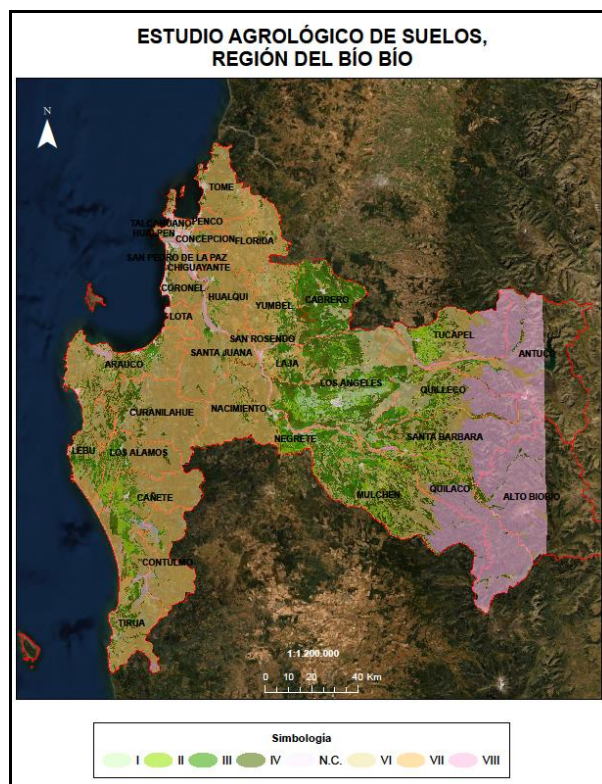 ESTUDIO AGROLÓGICO DE SUELOS,
REGIÓN DEL BÍO BÍO
N
TOME
TALCAHUANO
PENCO
HUALPEN
CONCEPCION
FLORIDA
SAN PEDRO DE LA PAZ
CHIGUAYANTE
CORONEL
HUALQUI
YUMBEL
CABRERO
LOTA
TUCAPEL
SAN ROSENDO
ANTUCO
SANTA JUANA
LAJA
ARAUCO
LOS ANGELES
QUILLECO
CURANILAHUE
NACIMIENTO
NEGRETE
SANTA BARBARA
LEBU
LOS ALAMOS
CAÑETE
MULCHEN
QUILACO
ALTO BIOBIO
CONTULMO
TIRUA
1:1.200.000
0 10 20 40 Km
Simbología
I II III IV N.C. VI VII VIII